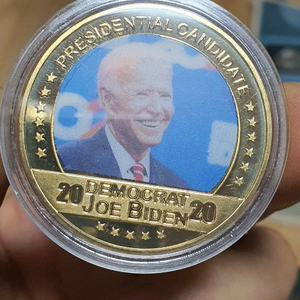 PRESIDENTIAL CANDIDATE
20 DEMOCRAT 20
JOE BIDEN